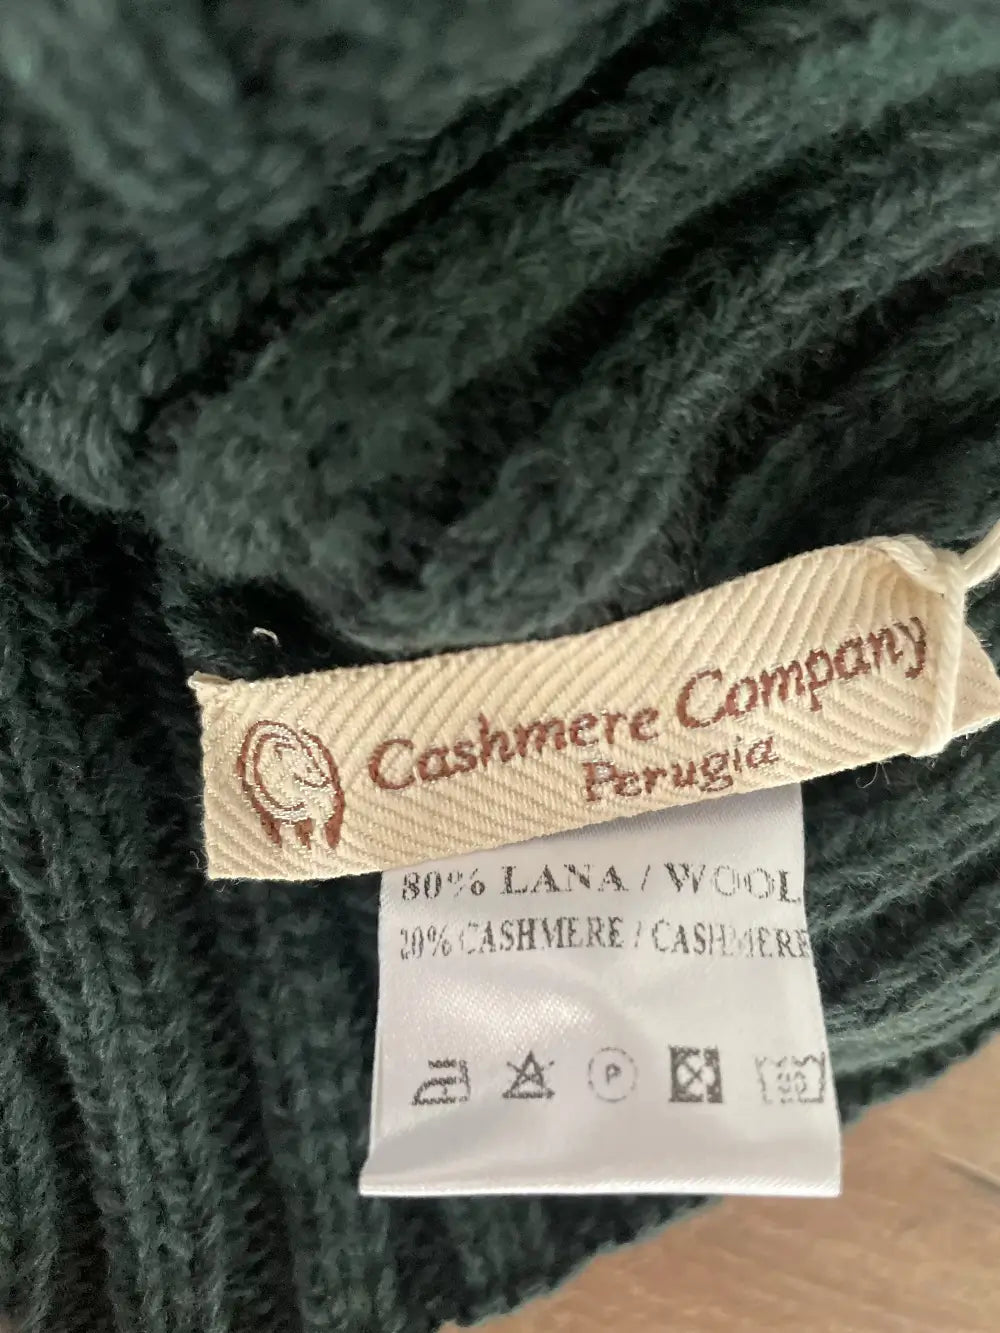 Cashmere Company
Perugia
80% LANA / WOOL
20% CASHMERE / CASHMERE
P